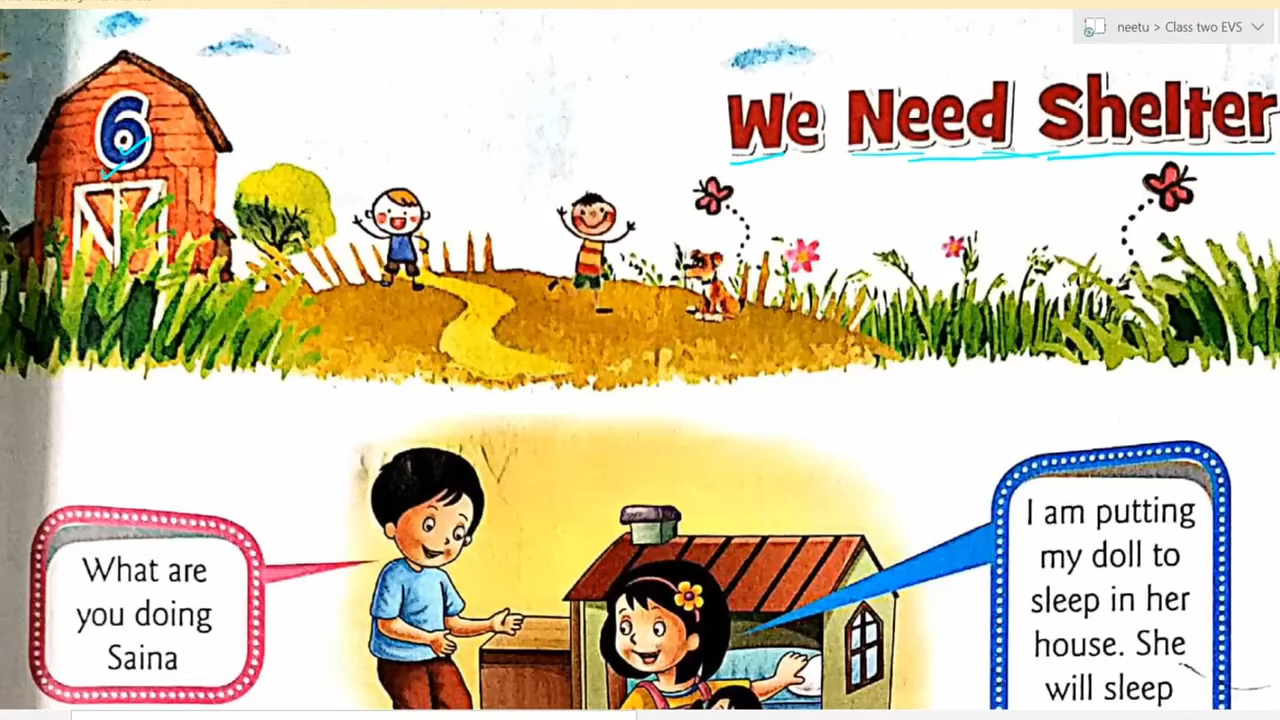 neetu > Class two EVS
6
We Need Shelter
What are
you doing
Saina
I am putting
my doll to
sleep in her
house. She
will sleep